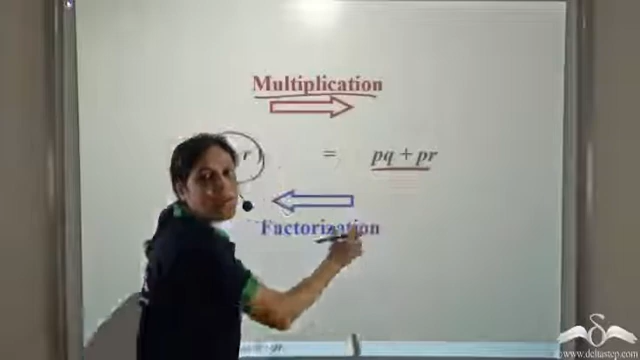 Multiplication
r ) = pq + pr
Factorization
www.deltastep.com